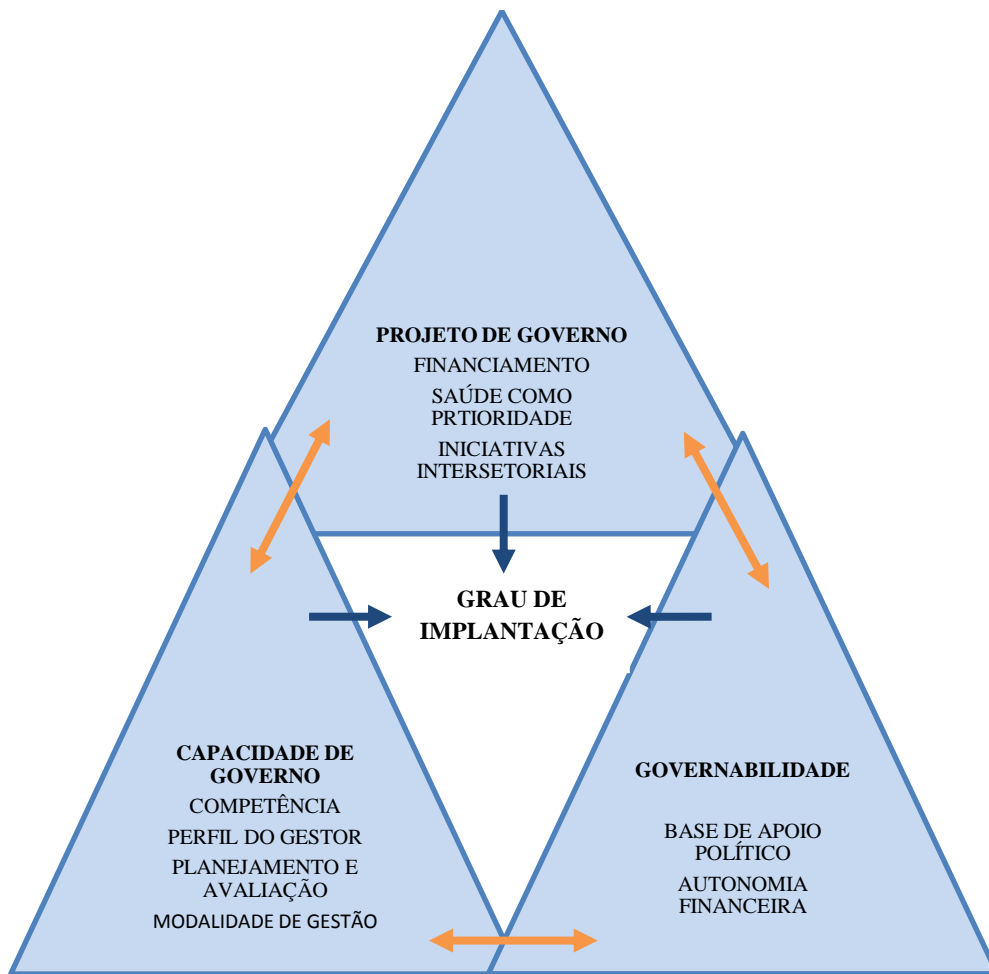 PROJETO DE GOVERNO
FINANCIAMENTO
SAÚDE COMO
PRTIORIDADE
INICIATIVAS
INTERSETORIAIS
GRAU DE
IMPLANTAÇÃO
CAPACIDADE DE
GOVERNO
COMPETÊNCIA
PERFIL DO GESTOR
PLANEJAMENTO E
AVALIAÇÃO
MODALIDADE DE GESTÃO
GOVERNABILIDADE
BASE DE APOIO
POLÍTICO
AUTONOMIA
FINANCEIRA